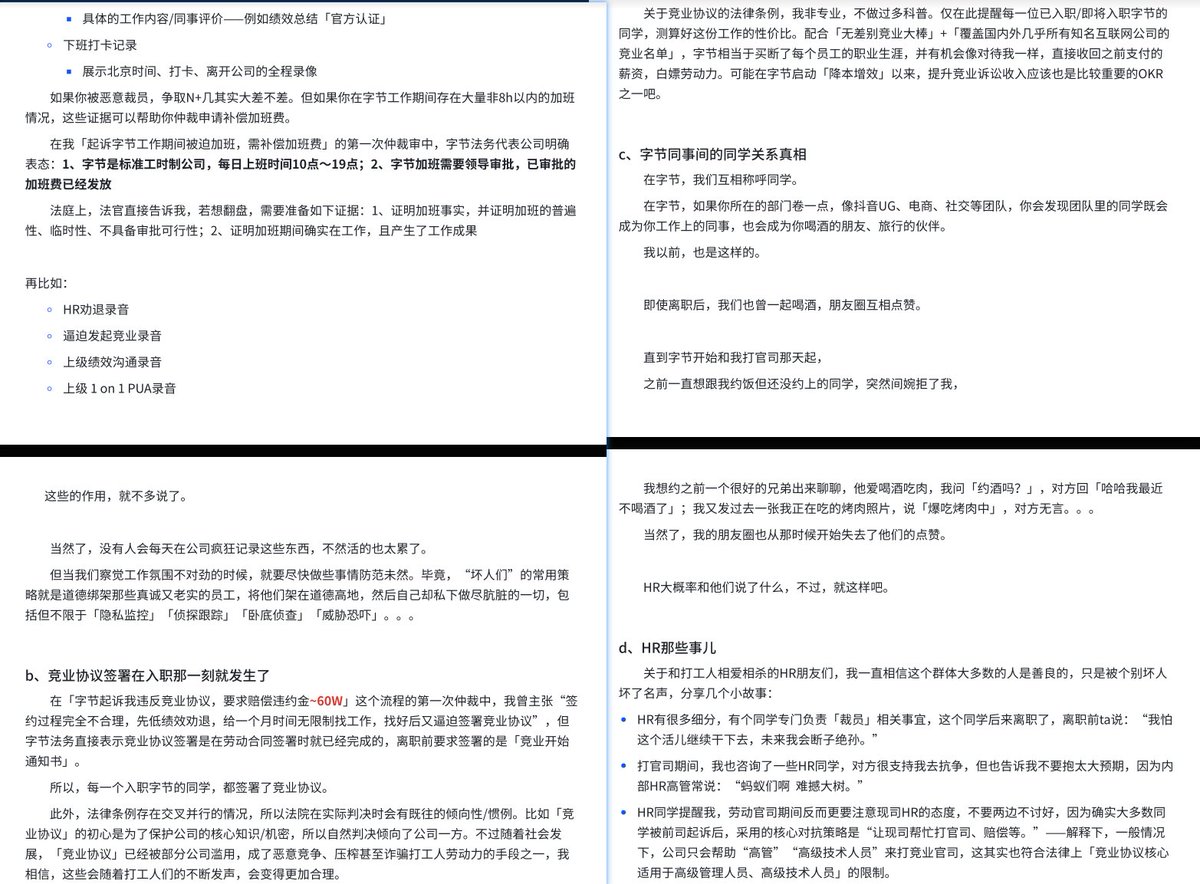 具体的工作内容/同事评价——例如绩效总结「官方认证」
下班打卡记录
展示北京时间、打卡、离开公司的全程录像
如果你被恶意裁员，争取N+几其实大差不差。但如果你在字节工作期间存在大量非8h以内的加班
情况，这些证据可以帮助你仲裁申请补偿加班费。
在我「起诉字节工作期间被迫加班，需补偿加班费」的第一次仲裁审中，字节法务代表公司明确
表态：1、字节是标准工时制公司，每日上班时间10点～19点；2、字节加班需要领导审批，已审批的
加班费已经发放
法庭上，法官直接告诉我，若想翻盘，需要准备如下证据：1、证明加班事实，并证明加班的普遍
性、临时性、不具备审批可行性；2、证明加班期间确实在工作，且产生了工作成果
再比如：
HR劝退录音
逼迫发起竞业录音
上级绩效沟通录音
上级 1 on 1 PUA录音
这些的作用，就不多说了。
当然了，没有人会每天在公司疯狂记录这些东西，不然活的也太累了。
但当我们察觉工作氛围不对劲的时候，就要尽快做些事情防范未然。毕竟，“坏人们”的常用策
略就是道德绑架那些真诚又老实的员工，将他们架在道德高地，然后自己却私下做尽肮脏的一切，包
括但不限于「隐私监控」「侦探跟踪」「卧底侦查」「威胁恐吓」。。。
b、竞业协议签署在入职那一刻就发生了
在「字节起诉我违反竞业协议，要求赔偿违约金~60W」这个流程的第一次仲裁中，我曾主张“签
约过程完全不合理，先低绩效劝退，给一个月时间无限制找工作，找好后又逼迫签署竞业协议”，但
字节法务直接表示竞业协议签署是在劳动合同签署时就已经完成的，离职前要求签署的是「竞业开始
通知书」。
所以，每一个入职字节的同学，都签署了竞业协议。
此外，法律条例存在交叉并行的情况，所以法院在实际判决时会有既往的倾向性/惯例。比如「竞
业协议」的初心是为了保护公司的核心知识/机密，所以自然判决倾向了公司一方。不过随着社会发
展，「竞业协议」已经被部分公司滥用，成了恶意竞争、压榨甚至诈骗打工人劳动力的手段之一，我
相信，这些会随着打工人们的不断发声，会变得更加合理。
关于竞业协议的法律条例，我非专业，不做过多科普。仅在此提醒每一位已入职/即将入职字节的
同学，测算好这份工作的性价比。配合「无差别竞业大棒」+「覆盖国内外几乎所有知名互联网公司的
竞业名单」，字节相当于买断了每个员工的职业生涯，并有机会像对待我一样，直接收回之前支付的
薪资，白嫖劳动力。可能在字节启动「降本增效」以来，提升竞业诉讼收入应该也是比较重要的OKR
之一吧。
c、字节同事间的同学关系真相
在字节，我们互相称呼同学。
在字节，如果你所在的部门卷一点，像抖音UG、电商、社交等团队，你会发现团队里的同学既会
成为你工作上的同事，也会成为你喝酒的朋友、旅行的伙伴。
我以前，也是这样的。
即使离职后，我们也曾一起喝酒，朋友圈互相点赞。
直到字节开始和我打官司那天起，
之前一直想跟我约饭但还没约上的同学，突然间婉拒了我，
我想约之前一个很好的兄弟出来聊聊，他爱喝酒吃肉，我问「约酒吗？」，对方回「哈哈我最近
不喝酒了」；我又发过去一张我正在吃的烤肉照片，说「爆吃烤肉中」，对方无言。。。
当然了，我的朋友圈也从那时候开始失去了他们的点赞。
HR大概率和他们说了什么，不过，就这样吧。
d、HR那些事儿
关于和打工人相爱相杀的HR朋友们，我一直相信这个群体大多数的人是善良的，只是被个别坏人
坏了名声，分享几个小故事：
HR有很多细分，有个同学专门负责「裁员」相关事宜，这个同学后来离职了，离职前ta说：“我怕
这个活儿继续干下去，未来我会断子绝孙。”
打官司期间，我也咨询了一些HR同学，对方很支持我去抗争，但也告诉我不要抱太大预期，因为内
部HR高管常说：“蚂蚁们啊 难撼大树。”
HR同学提醒我，劳动官司期间反而更要注意现司HR的态度，不要两边不讨好，因为确实大多数同
学被前司起诉后，采用的核心对抗策略是“让现司帮忙打官司、赔偿等。”——解释下，一般情况
下，公司只会帮助“高管”“高级技术人员”来打竞业官司，这其实也符合法律上「竞业协议核心
适用于高级管理人员、高级技术人员」的限制。